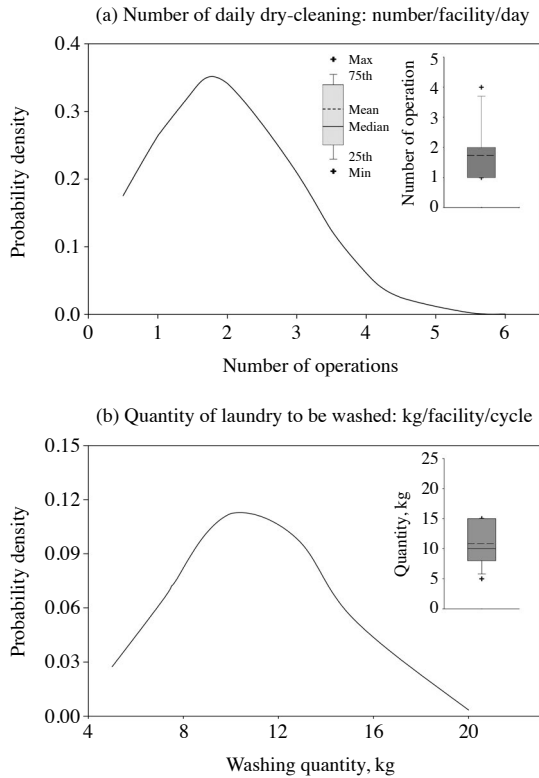 (a) Number of daily dry-cleaning: number/facility/day
0.4
0.3
0.2
0.1
0.0
Probability density
0
1
2
3
4
5
6
Number of operations
Max
75th
Mean
Median
25th
Min
Number of operation
5
4
3
2
1
0
(b) Quantity of laundry to be washed: kg/facility/cycle
0.15
0.12
0.09
0.06
0.03
0.00
Probability density
4
8
12
16
20
Washing quantity, kg
Quantity, kg
25
20
15
10
5
0